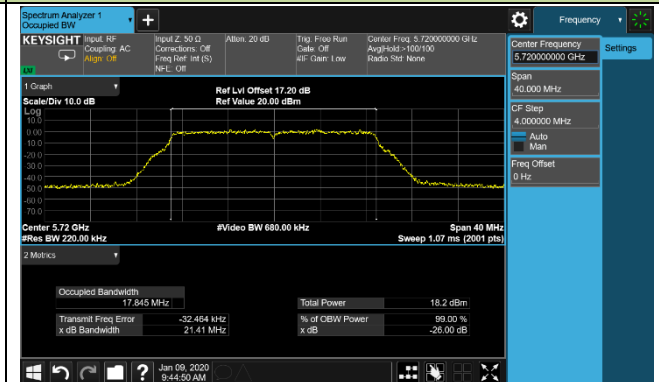 Spectrum Analyzer 1
Occupied BW
Frequency
KEYSIGHT
Input: RF
Coupling: AC
Align: Off
Input Z: 50 Ω
Corrections: Off
Freq Ref: Int (S)
NFE: Off
Atten: 20 dB
Trig: Free Run
Gate: Off
#IF Gain: Low
Center Freq: 5.720000000 GHz
Avg|Hold:>100/100
Radio Std: None
Center Frequency
5.720000000 GHz
Settings
Span
40.000 MHz
CF Step
4.000000 MHz
Auto
Man
Freq Offset
0 Hz
1 Graph
Scale/Div 10.0 dB
Ref Lvl Offset 17.20 dB
Ref Value 20.00 dBm
Log
10.0
0.00
-10.0
-20.0
-30.0
-40.0
-50.0
-60.0
-70.0
Center 5.72 GHz
#Video BW 680.00 kHz
Span 40 MHz
#Res BW 220.00 kHz
Sweep 1.07 ms (2001 pts)
2 Metrics
Occupied Bandwidth
17.845 MHz
Total Power 18.2 dBm
Transmit Freq Error -32.464 kHz
% of OBW Power 99.00 %
x dB Bandwidth 21.41 MHz
x dB -26.00 dB
Jan 09, 2020
9:44:50 AM